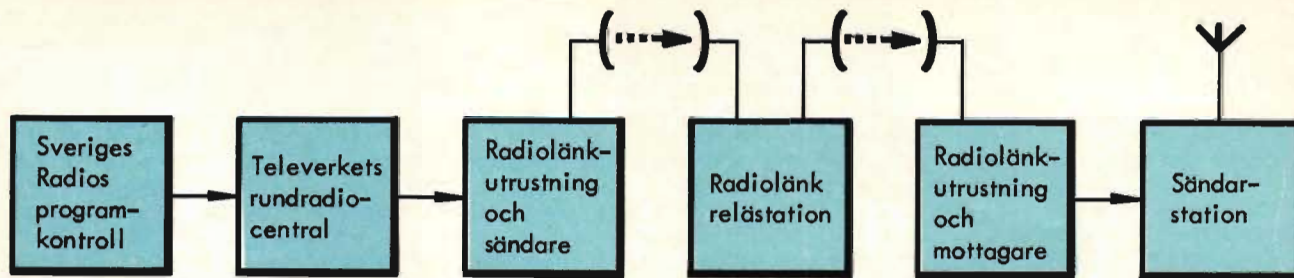 Sveriges
Radios
program-
kontroll
Televerkets
rundradio-
central
Radiolänk-
utrustning
och
sändare
Radiolänk
relästation
Radiolänk-
utrustning
och
mottagare
Sändar-
station